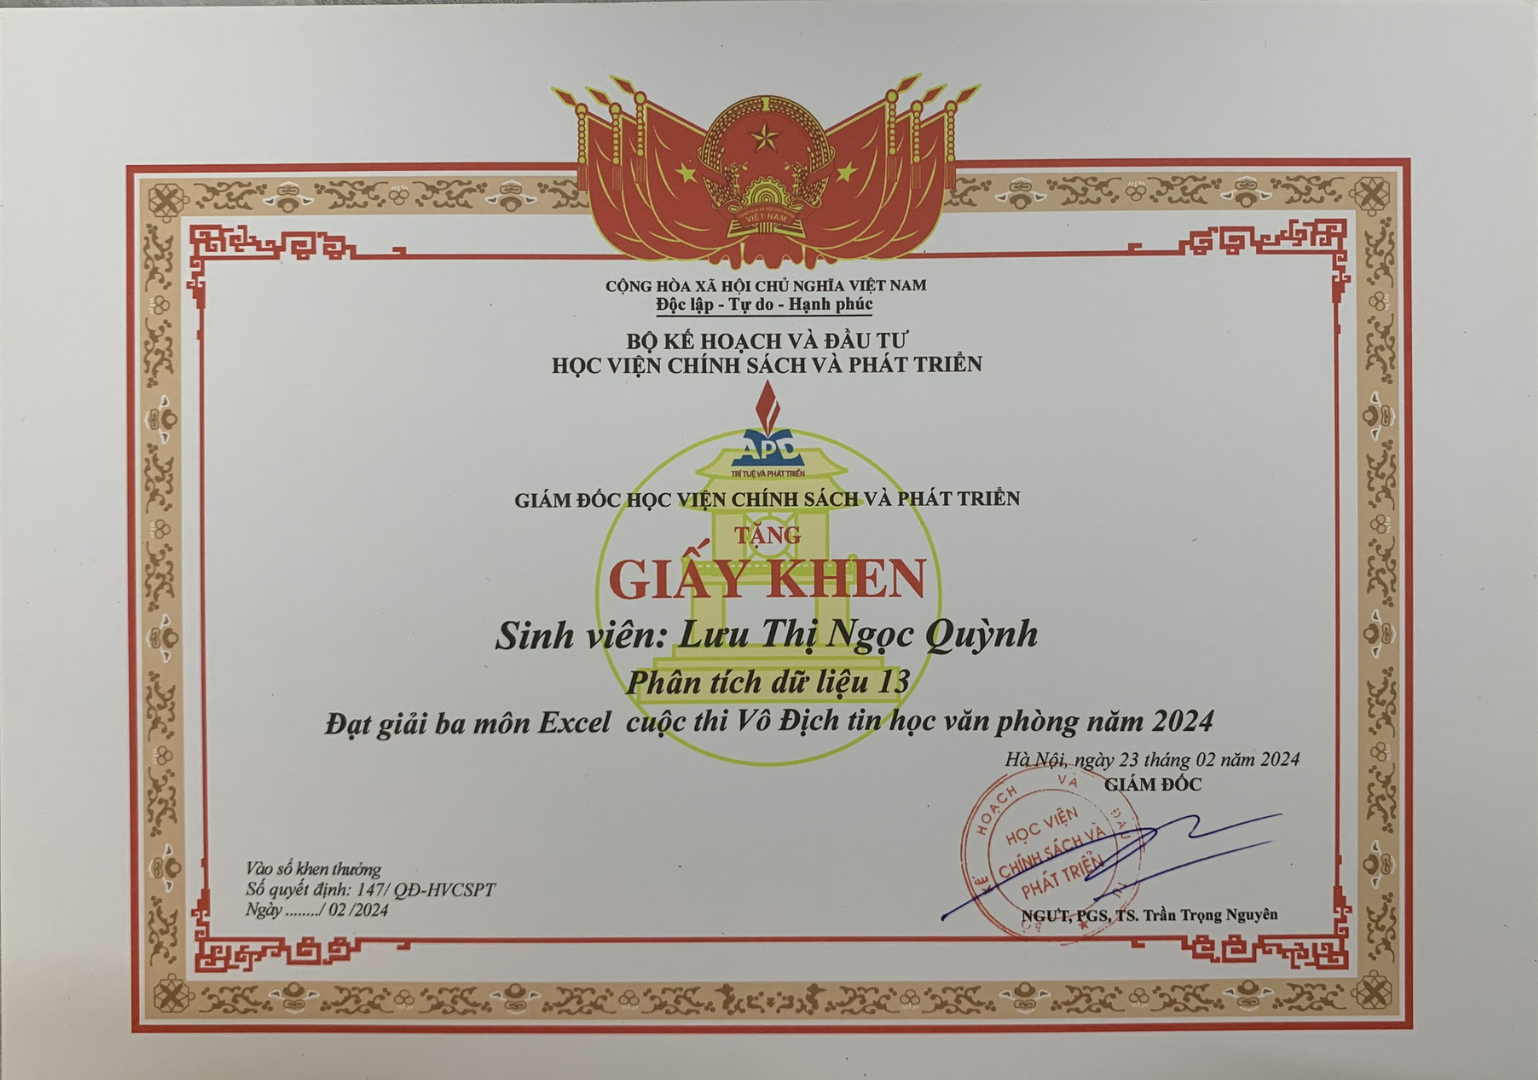 VIỆT NAM
CỘNG HÒA XÃ HỘI CHỦ NGHĨA VIỆT NAM
Độc lập - Tự do - Hạnh phúc
BỘ KẾ HOẠCH VÀ ĐẦU TƯ
HỌC VIỆN CHÍNH SÁCH VÀ PHÁT TRIỂN
APD
TRÍ TUỆ VÀ PHÁT TRIỂN
GIÁM ĐỐC HỌC VIỆN CHÍNH SÁCH VÀ PHÁT TRIỂN
TẶNG
GIẤY KHEN
Sinh viên: Lưu Thị Ngọc Quỳnh
Phân tích dữ liệu 13
Đạt giải ba môn Excel cuộc thi Vô Địch tin học văn phòng năm 2024
Hà Nội, ngày 23 tháng 02 năm 2024
GIÁM ĐỐC
BỘ KẾ HOẠCH VÀ ĐẦU
HỌC VIỆN
CHÍNH SÁCH VÀ
PHÁT TRIỂN
NGƯT, PGS, TS. Trần Trọng Nguyên
Vào sổ khen thưởng
Số quyết định: 147/ QĐ-HVCSPT
Ngày ......../ 02 /2024